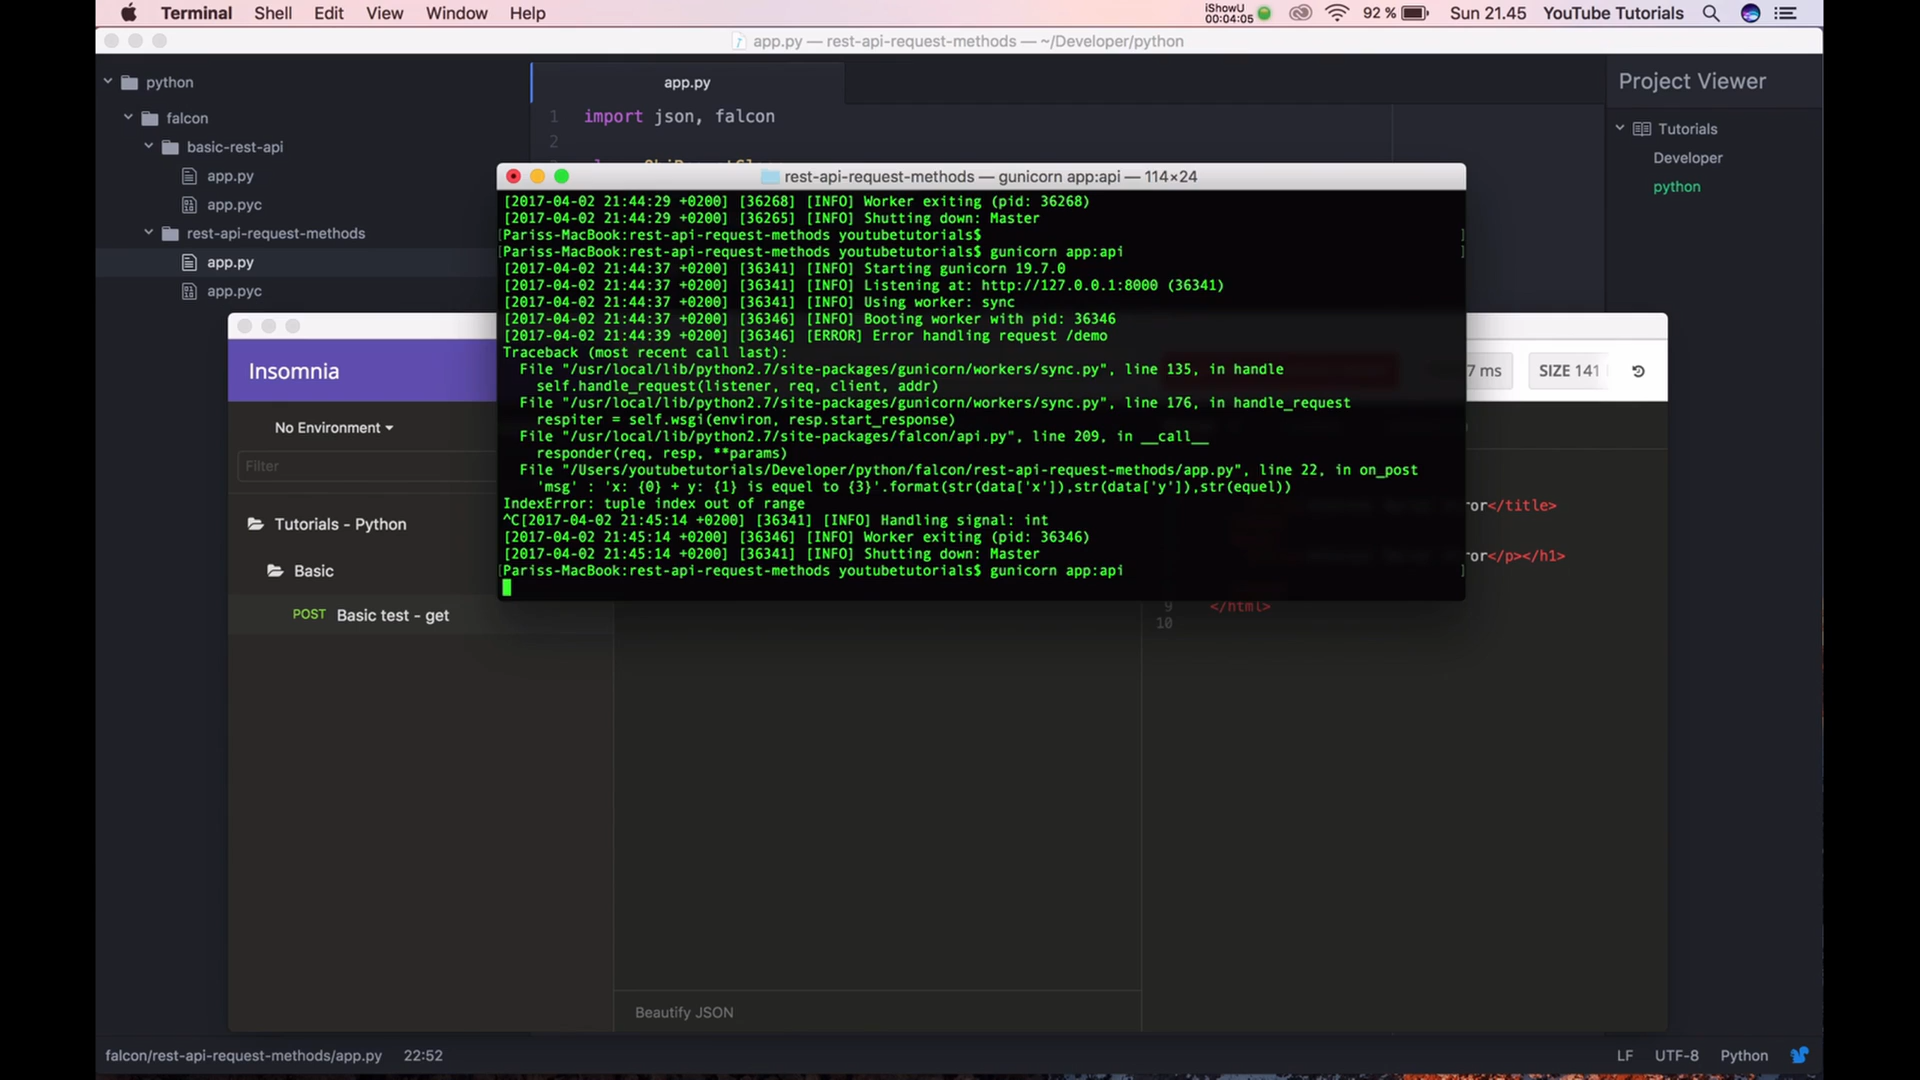 Terminal Shell Edit View Window Help
iShowU
00:04:05
92 %
Sun 21.45 YouTube Tutorials
app.py — rest-api-request-methods — ~/Developer/python
python
falcon
basic-rest-api
app.py
app.pyc
rest-api-request-methods
app.py
app.pyc
app.py
1 import json, falcon
2
Project Viewer
Tutorials
Developer
python
rest-api-request-methods — gunicorn app:api — 114×24
[2017-04-02 21:44:29 +0200] [36268] [INFO] Worker exiting (pid: 36268)
[2017-04-02 21:44:29 +0200] [36265] [INFO] Shutting down: Master
[Pariss-MacBook:rest-api-request-methods youtubetutorials$ ]
[Pariss-MacBook:rest-api-request-methods youtubetutorials$ gunicorn app:api ]
[2017-04-02 21:44:37 +0200] [36341] [INFO] Starting gunicorn 19.7.0
[2017-04-02 21:44:37 +0200] [36341] [INFO] Listening at: http://127.0.0.1:8000 (36341)
[2017-04-02 21:44:37 +0200] [36341] [INFO] Using worker: sync
[2017-04-02 21:44:37 +0200] [36346] [INFO] Booting worker with pid: 36346
[2017-04-02 21:44:39 +0200] [36346] [ERROR] Error handling request /demo
Traceback (most recent call last):
File "/usr/local/lib/python2.7/site-packages/gunicorn/workers/sync.py", line 135, in handle
self.handle_request(listener, req, client, addr)
File "/usr/local/lib/python2.7/site-packages/gunicorn/workers/sync.py", line 176, in handle_request
respiter = self.wsgi(environ, resp.start_response)
File "/usr/local/lib/python2.7/site-packages/falcon/api.py", line 209, in __call__
responder(req, resp, **params)
File "/Users/youtubetutorials/Developer/python/falcon/rest-api-request-methods/app.py", line 22, in on_post
'msg' : 'x: {0} + y: {1} is equal to {3}'.format(str(data['x']),str(data['y']),str(equel))
IndexError: tuple index out of range
^C[2017-04-02 21:45:14 +0200] [36341] [INFO] Handling signal: int
[2017-04-02 21:45:14 +0200] [36346] [INFO] Worker exiting (pid: 36346)
[2017-04-02 21:45:14 +0200] [36341] [INFO] Shutting down: Master
[Pariss-MacBook:rest-api-request-methods youtubetutorials$ gunicorn app:api ]
Insomnia
No Environment
Filter
Tutorials - Python
Basic
POST Basic test - get
7 ms
SIZE 141
ror</title>
ror</p></h1>
9 </html>
10
Beautify JSON
falcon/rest-api-request-methods/app.py 22:52
LF UTF-8 Python